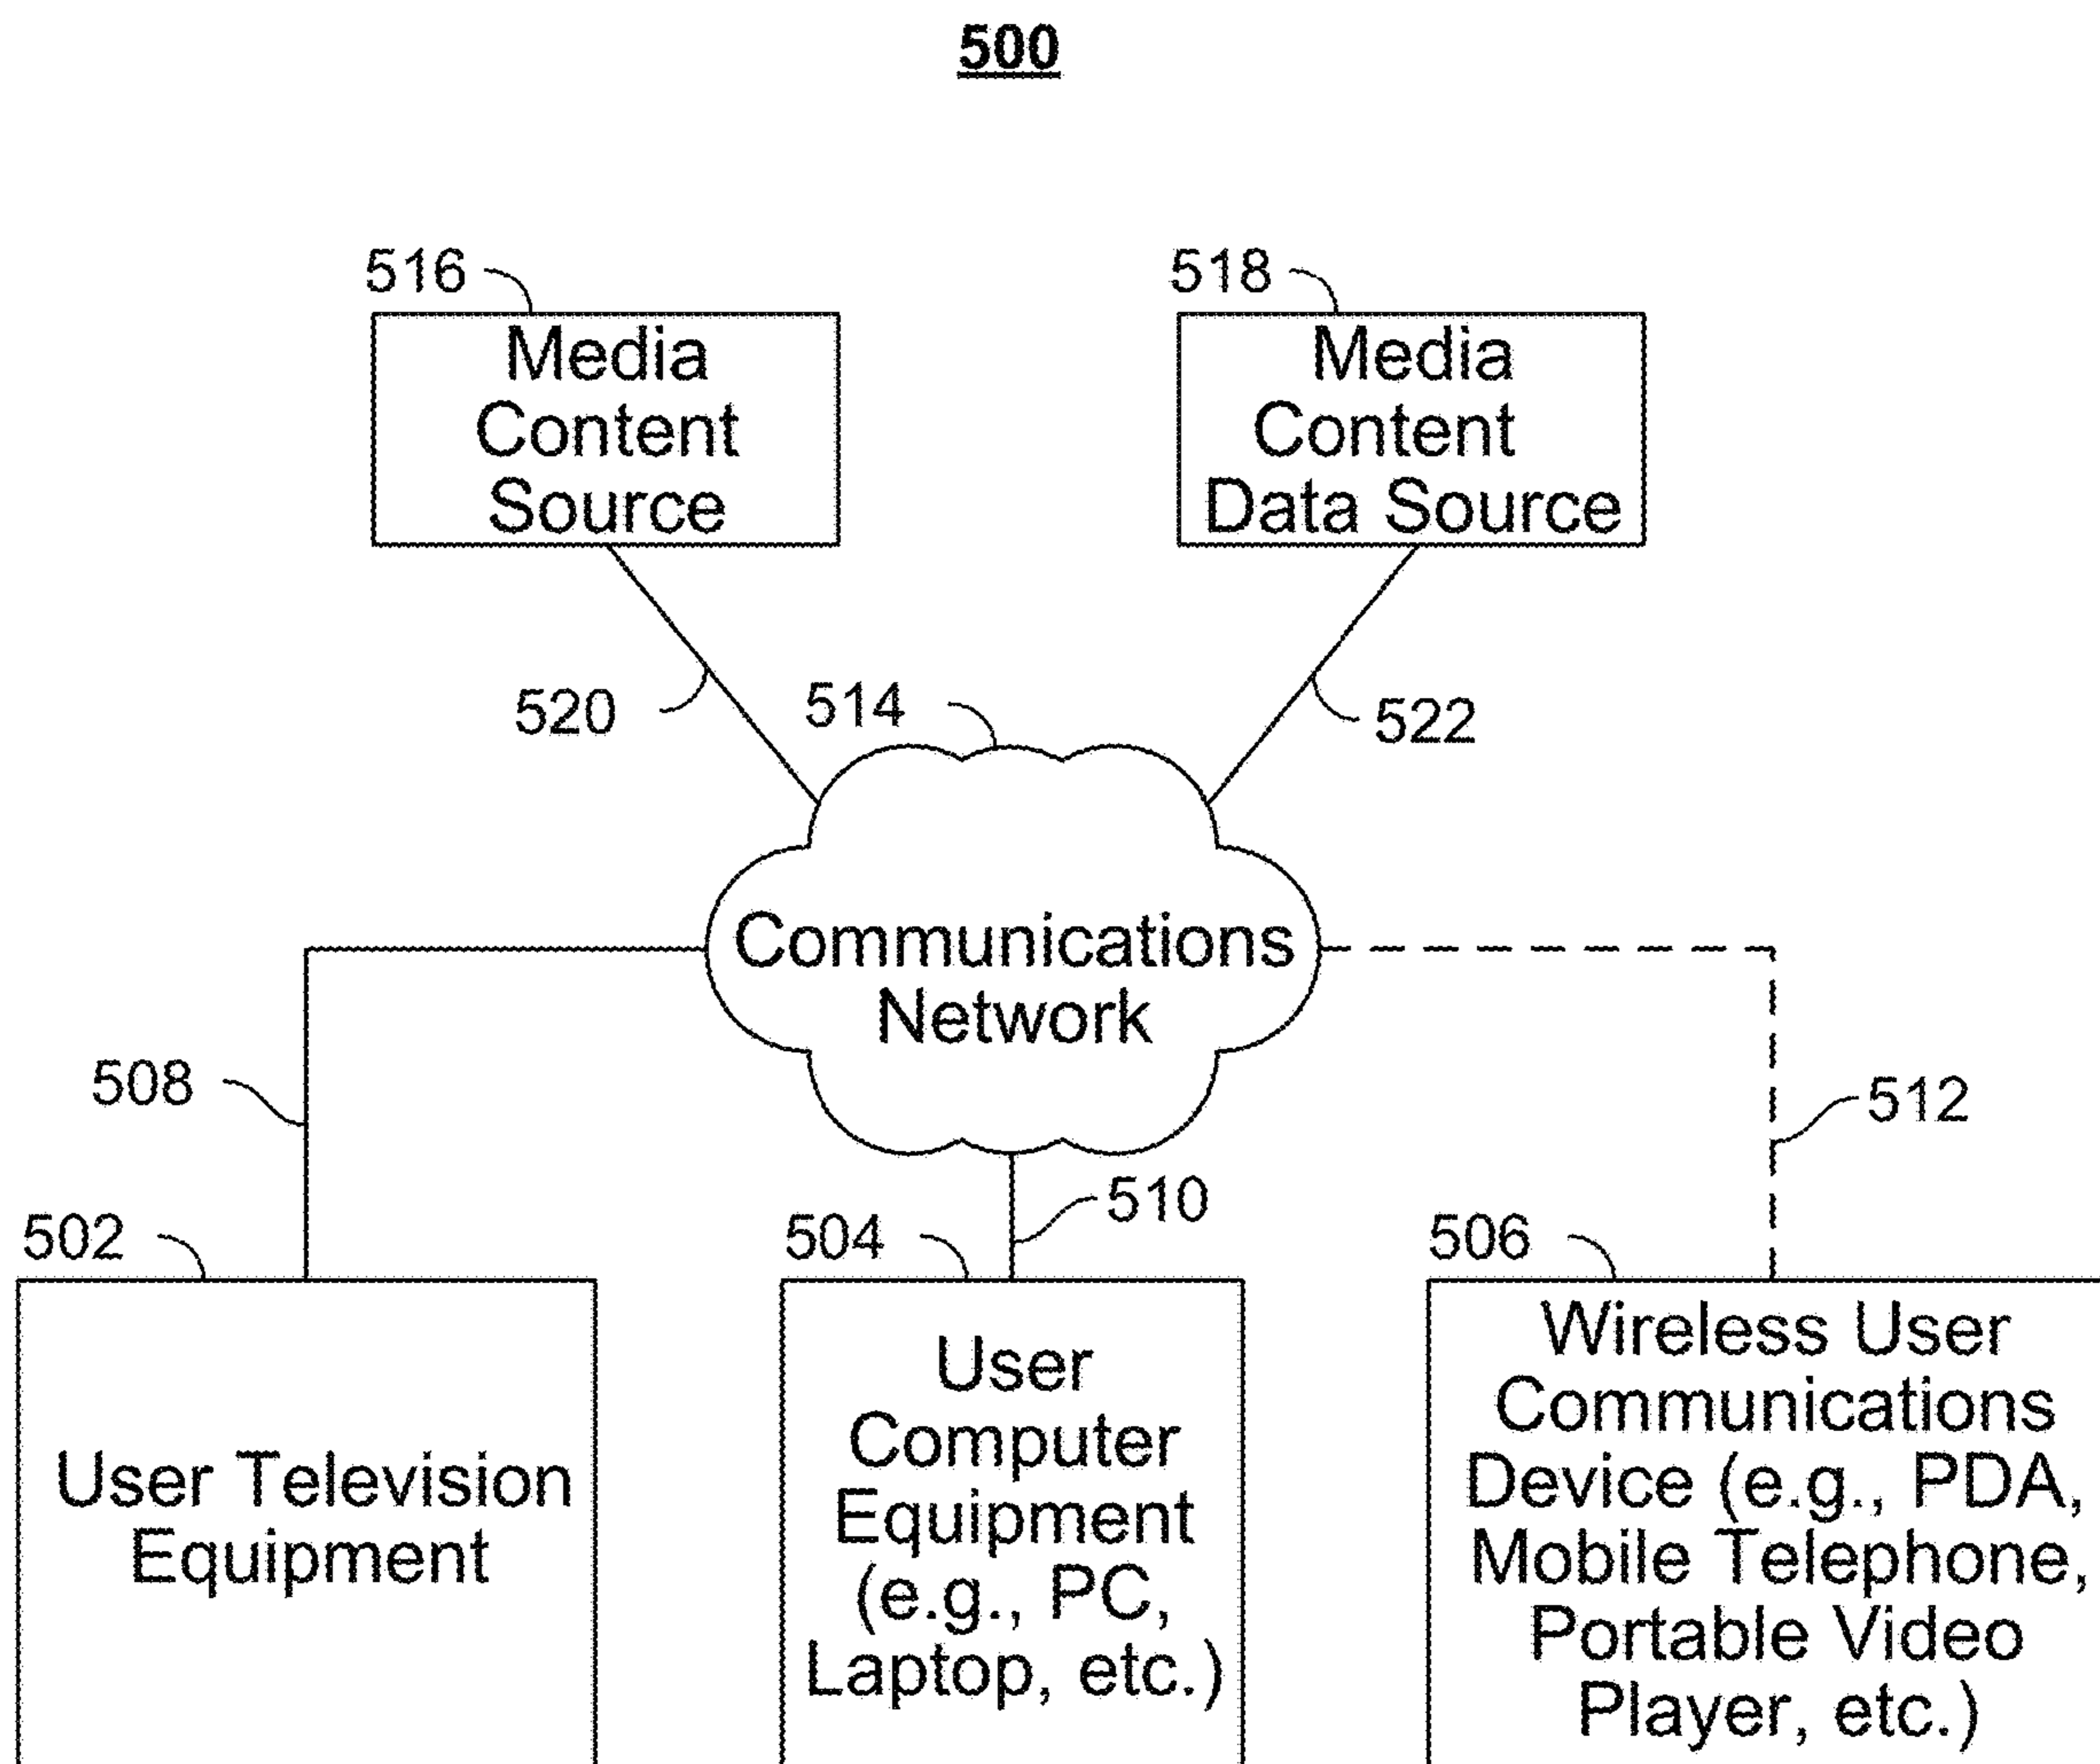 500
516
518
Media
Content
Source
Media
Content
Data Source
520
514
522
Communications
Network
508
512
510
502
504
506
User Television
Equipment
User
Computer
Equipment
(e.g., PC,
Laptop, etc.)
Wireless User
Communications
Device (e.g., PDA,
Mobile Telephone,
Portable Video
Player, etc.)